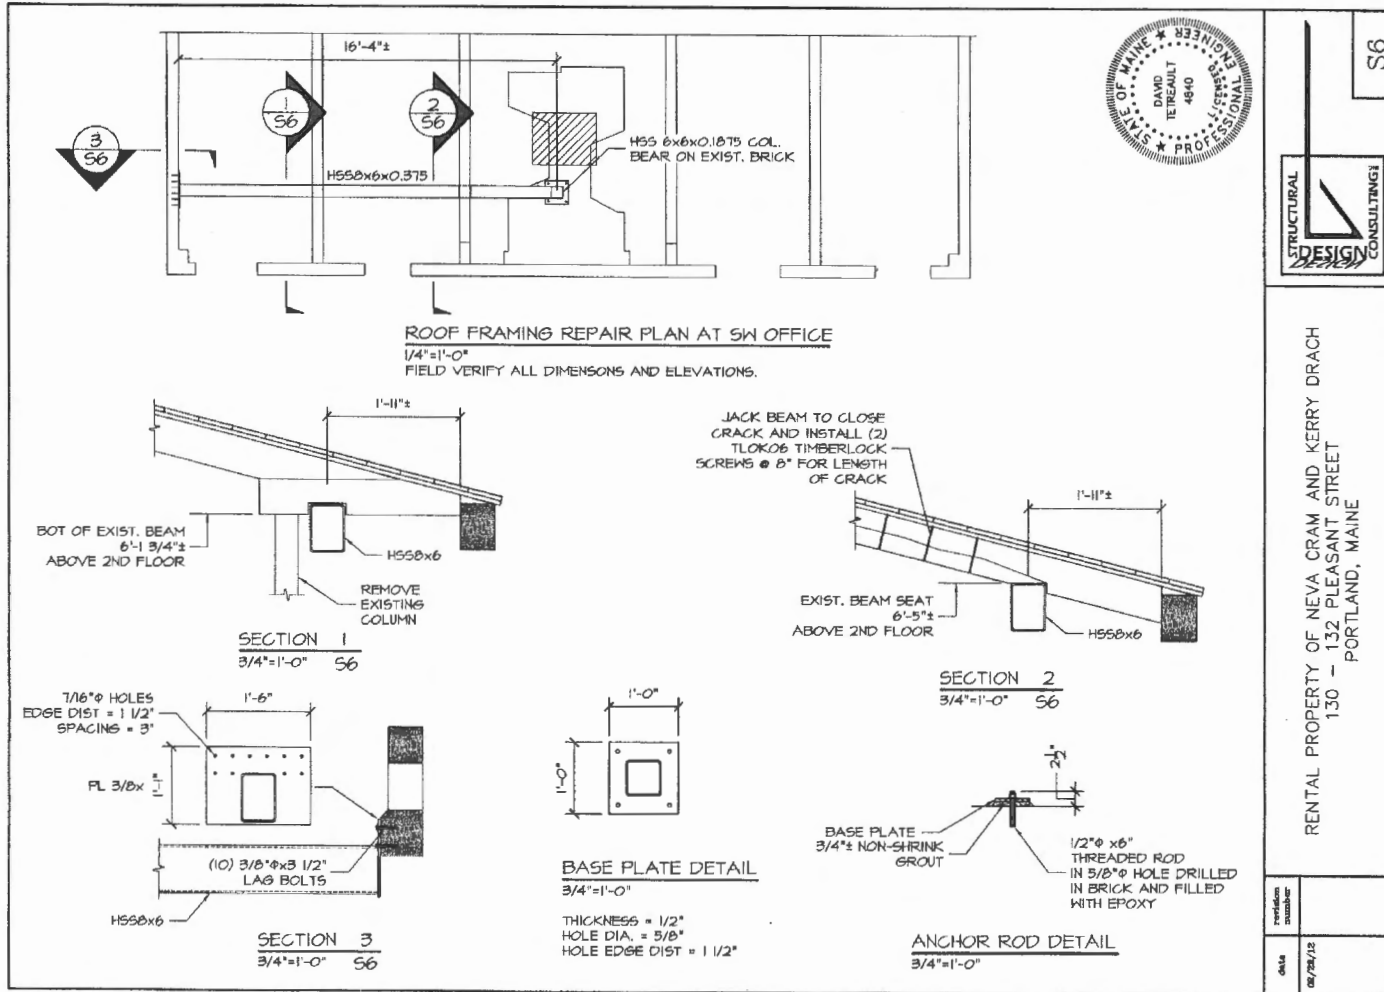 16'-4"±
1
S6
2
S6
3
S6
HSS8x6x0.375
HSS 6x6x0.1875 COL.
BEAR ON EXIST. BRICK
ROOF FRAMING REPAIR PLAN AT SW OFFICE
1/4"=1'-0"
FIELD VERIFY ALL DIMENSONS AND ELEVATIONS.
1'-11"±
BOT OF EXIST. BEAM
6'-1 3/4"±
ABOVE 2ND FLOOR
HSS8x6
REMOVE
EXISTING
COLUMN
SECTION 1
3/4"=1'-0" S6
JACK BEAM TO CLOSE
CRACK AND INSTALL (2)
TLOK06 TIMBERLOCK
SCREWS @ 8" FOR LENGTH
OF CRACK
1'-11"±
EXIST. BEAM SEAT
6'-5"±
ABOVE 2ND FLOOR
HSS8x6
SECTION 2
3/4"=1'-0" S6
7/16"Φ HOLES
EDGE DIST = 1 1/2"
SPACING = 3"
1'-6"
PL 3/8x
1'-1"
(10) 3/8"Φx3 1/2"
LAG BOLTS
HSS8x6
SECTION 3
3/4"=1'-0" S6
1'-0"
1'-0"
BASE PLATE DETAIL
3/4"=1'-0"
THICKNESS = 1/2"
HOLE DIA. = 5/8"
HOLE EDGE DIST = 1 1/2"
2 1/2"
BASE PLATE
3/4"± NON-SHRINK
GROUT
1/2"Φ x6"
THREADED ROD
IN 5/8"Φ HOLE DRILLED
IN BRICK AND FILLED
WITH EPOXY
ANCHOR ROD DETAIL
3/4"=1'-0"
STATE OF MAINE
DAVID
TETREAULT
4840
LICENSED
PROFESSIONAL ENGINEER
S6
STRUCTURAL
DESIGN
DESIGN
CONSULTING
RENTAL PROPERTY OF NEVA CRAM AND KERRY DRACH
130 - 132 PLEASANT STREET
PORTLAND, MAINE
revision
number
date
02/28/12